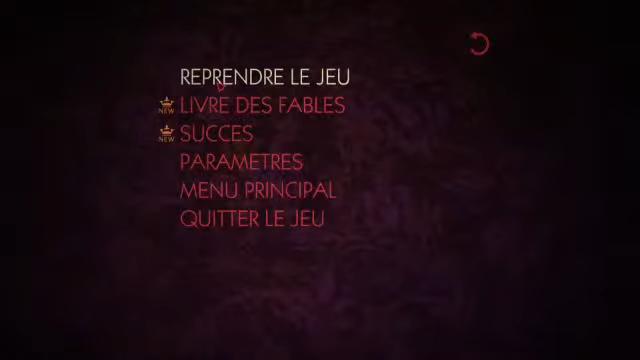 REPRENDRE LE JEU
NEW LIVRE DES FABLES
NEW SUCCES
PARAMETRES
MENU PRINCIPAL
QUITTER LE JEU